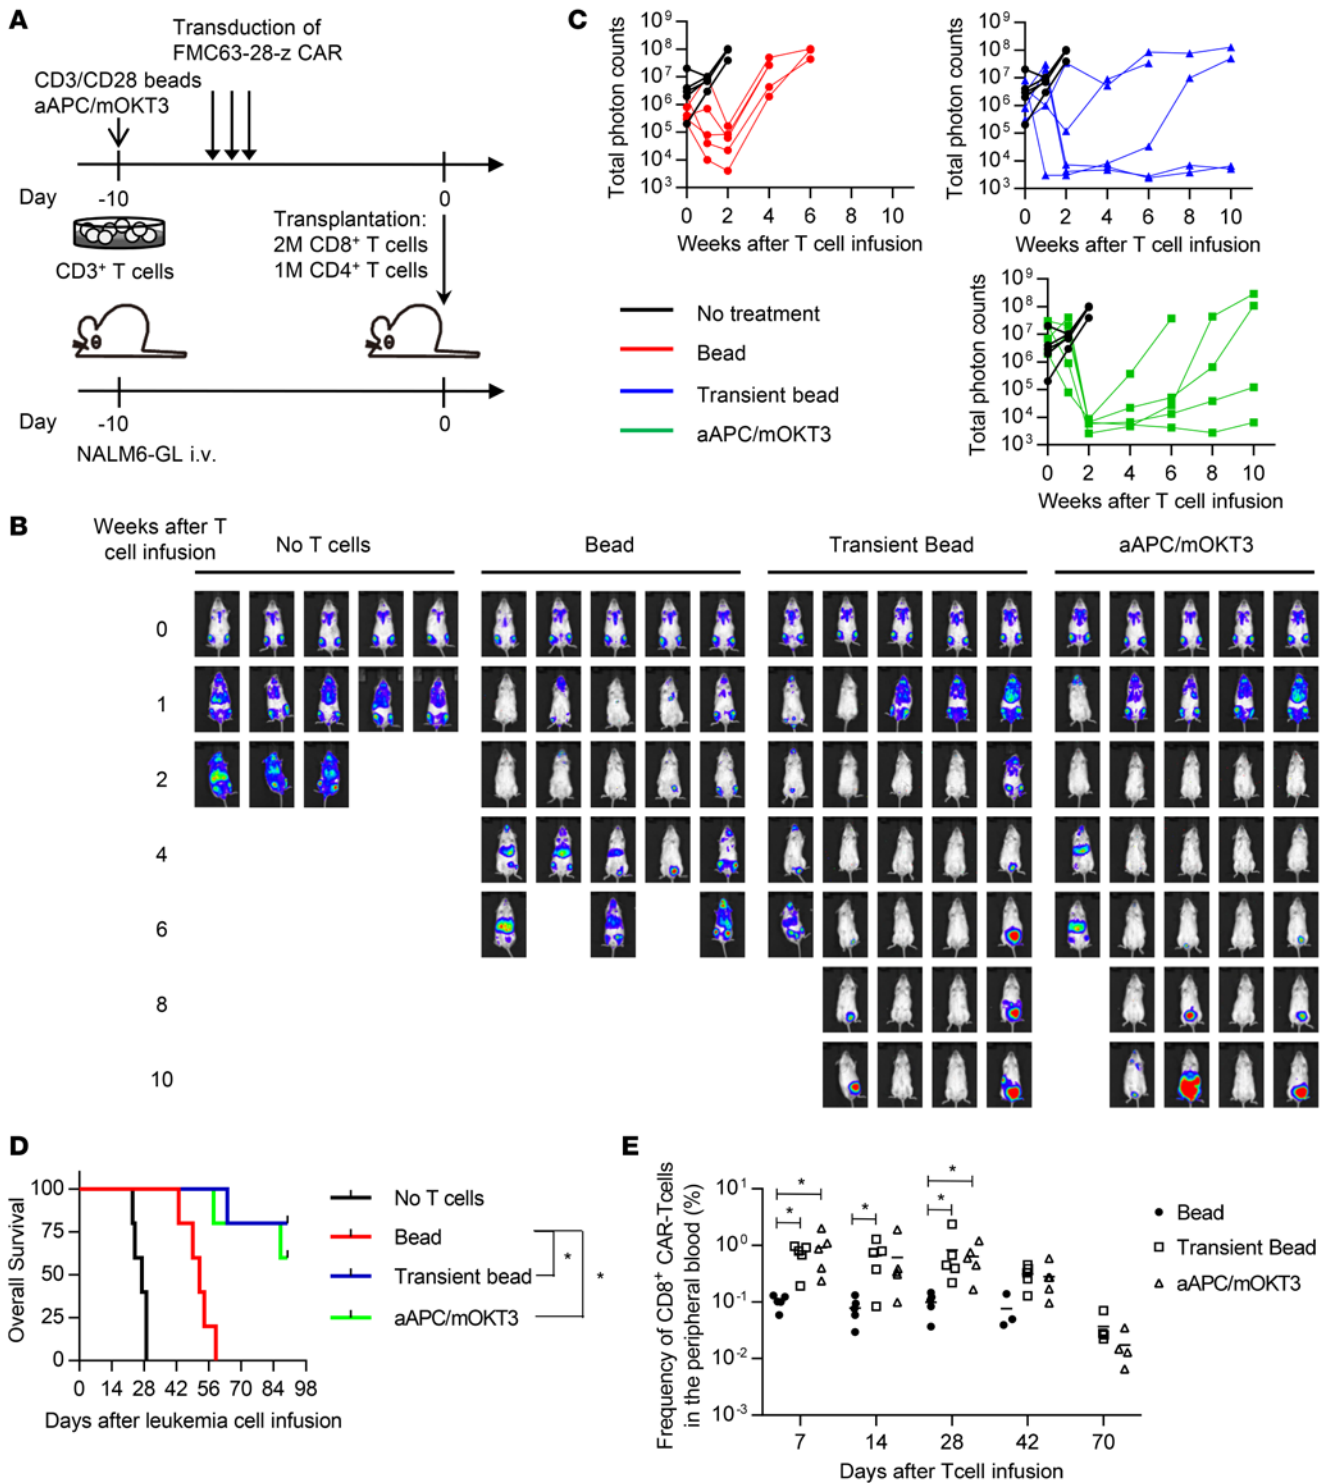 A
Transduction of
FMC63-28-z CAR
CD3/CD28 beads
aAPC/mOKT3
Day
-10
0
CD3⁺ T cells
Transplantation:
2M CD8⁺ T cells
1M CD4⁺ T cells
Day
-10
0
NALM6-GL i.v.
C
Total photon counts
10⁹
10⁸
10⁷
10⁶
10⁵
10⁴
10³
0 2 4 6 8 10
Weeks after T cell infusion
Total photon counts
10⁹
10⁸
10⁷
10⁶
10⁵
10⁴
10³
0 2 4 6 8 10
Weeks after T cell infusion
No treatment
Bead
Transient bead
aAPC/mOKT3
Total photon counts
10⁹
10⁸
10⁷
10⁶
10⁵
10⁴
10³
0 2 4 6 8 10
Weeks after T cell infusion
B
Weeks after T
cell infusion
No T cells
Bead
Transient Bead
aAPC/mOKT3
0
1
2
4
6
8
10
D
Overall Survival
100
75
50
25
0
0 14 28 42 56 70 84 98
Days after leukemia cell infusion
No T cells
Bead
Transient bead
aAPC/mOKT3
*
*
E
Frequency of CD8⁺ CAR-Tcells
in the peripheral blood (%)
10¹
10⁰
10⁻¹
10⁻²
10⁻³
*
*
*
*
*
7 14 28 42 70
Days after Tcell infusion
Bead
Transient Bead
aAPC/mOKT3